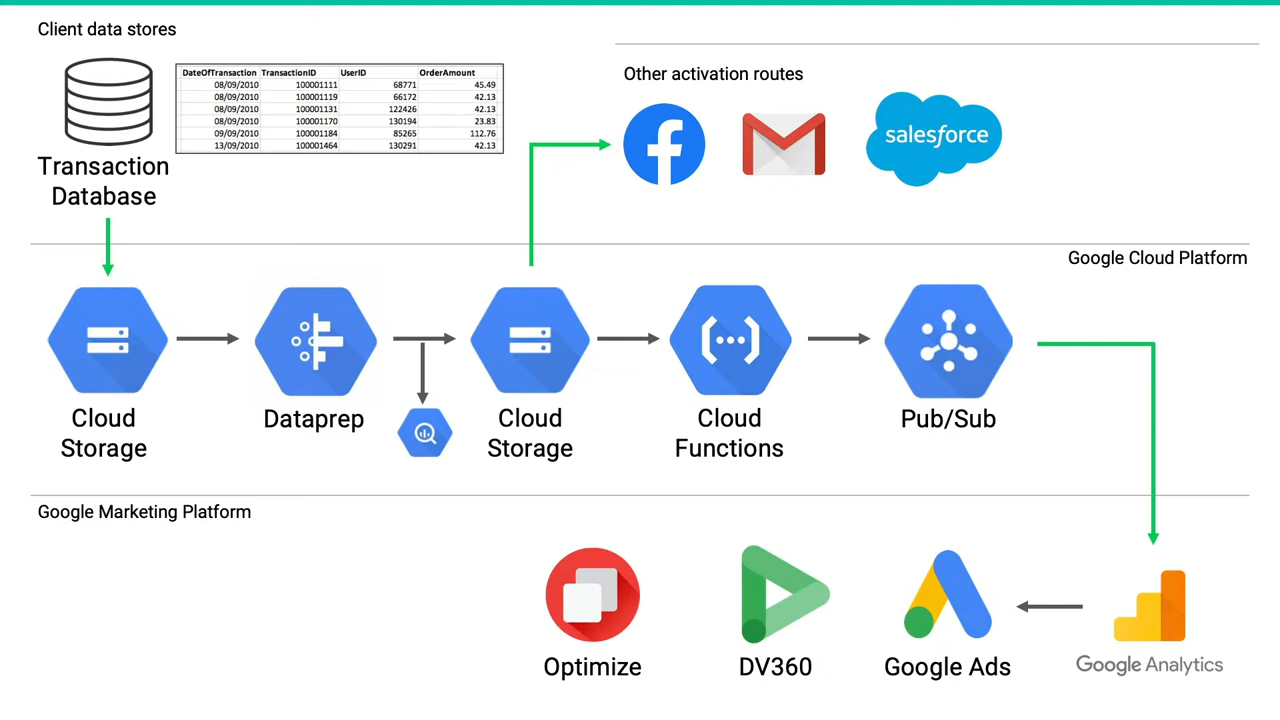 Client data stores
DateOfTransaction TransactionID UserID OrderAmount
08/09/2010 100001111 68771 45.49
08/09/2010 100001119 66172 42.13
08/09/2010 100001131 122426 42.13
08/09/2010 100001170 130194 23.83
09/09/2010 100001184 85265 112.76
13/09/2010 100001464 130291 42.13
Transaction
Database
Other activation routes
salesforce
Google Cloud Platform
Cloud
Storage
Dataprep
Cloud
Storage
Cloud
Functions
Pub/Sub
Google Marketing Platform
Optimize
DV360
Google Ads
Google Analytics